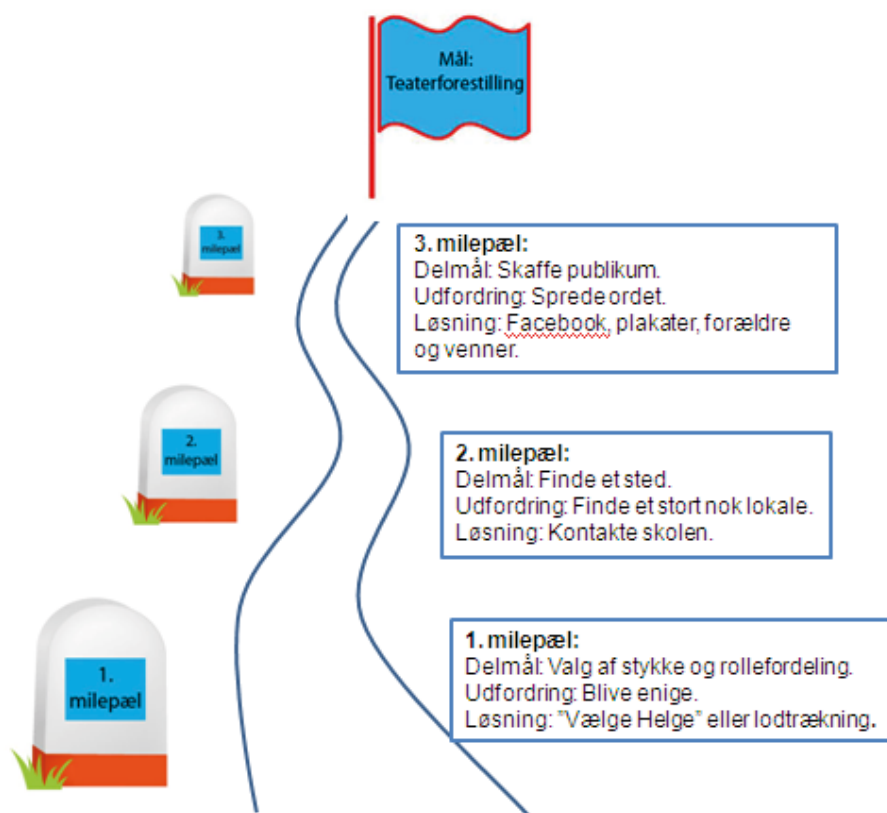 Mål:
Teaterforestilling
3.
milepæl
3. milepæl:
Delmål: Skaffe publikum.
Udfordring: Sprede ordet.
Løsning: Facebook, plakater, forældre
og venner.
2.
milepæl
2. milepæl:
Delmål: Finde et sted.
Udfordring: Finde et stort nok lokale.
Løsning: Kontakte skolen.
1.
milepæl
1. milepæl:
Delmål: Valg af stykke og rollefordeling.
Udfordring: Blive enige.
Løsning: ”Vælge Helge” eller lodtrækning.